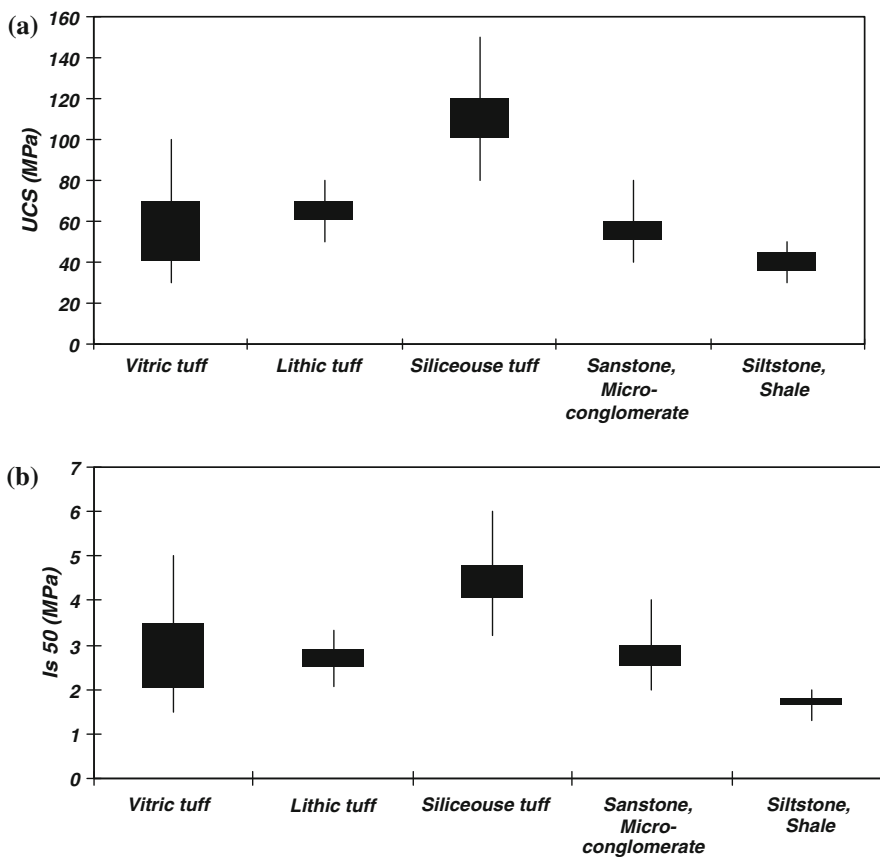 (a)
160
140
120
100
80
60
40
20
0
UCS (MPa)
Vitric tuff
Lithic tuff
Siliceouse tuff
Sanstone,
Micro-
conglomerate
Siltstone,
Shale
(b)
7
6
5
4
3
2
1
0
Is 50 (MPa)
Vitric tuff
Lithic tuff
Siliceouse tuff
Sanstone,
Micro-
conglomerate
Siltstone,
Shale